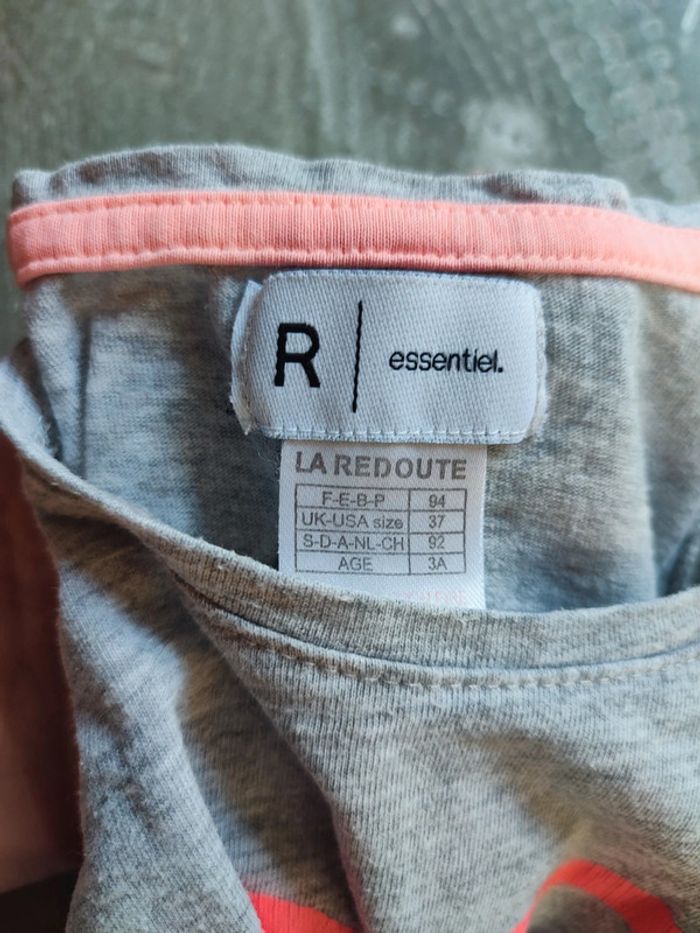 R essentiel.
LA REDOUTE
F-E-B-P 94
UK-USA size 37
S-D-A-NL-CH 92
AGE 3A